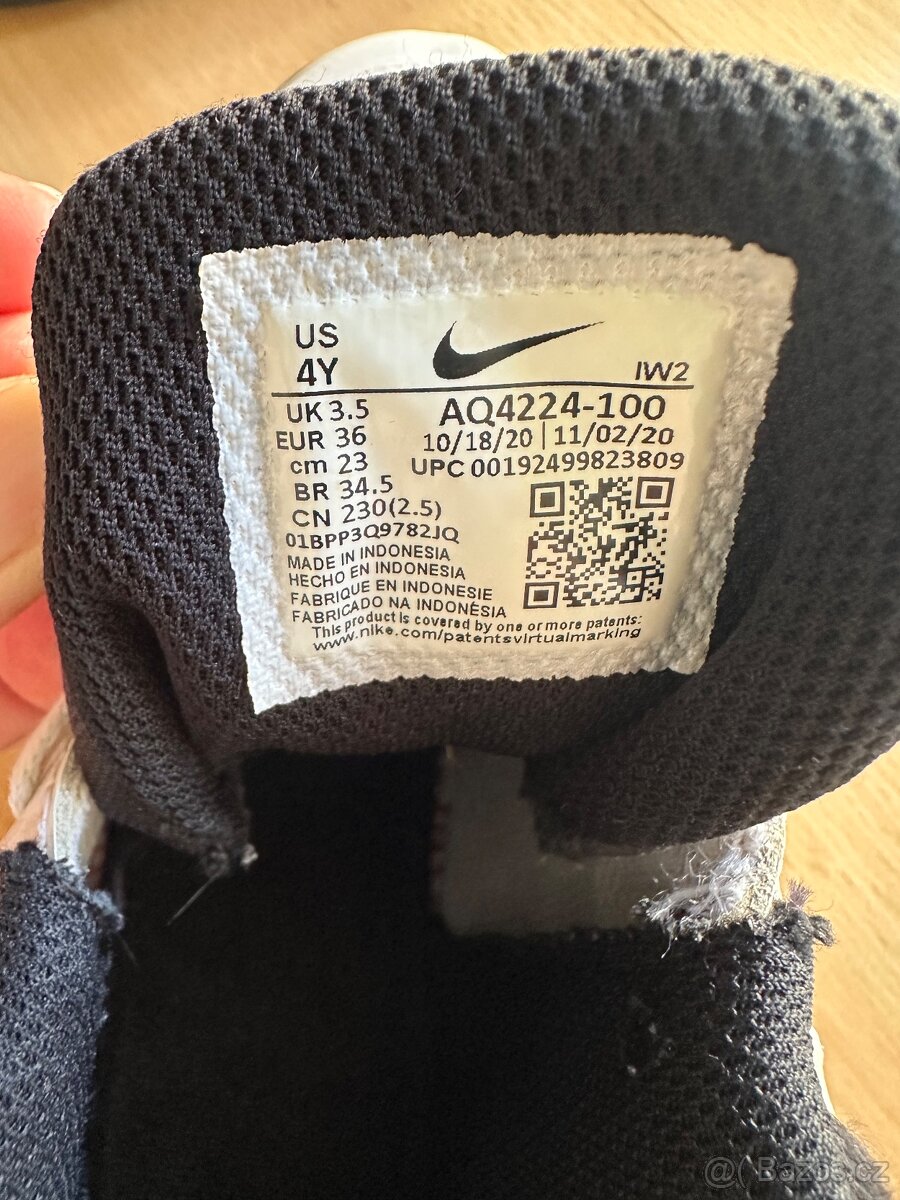 US
4Y
IW2
UK 3.5
EUR 36
cm 23
BR 34.5
CN 230(2.5)
AQ4224-100
10/18/20 | 11/02/20
UPC 00192499823809
01BPP3Q9782JQ
MADE IN INDONESIA
HECHO EN INDONESIA
FABRIQUE EN INDONESIE
FABRICADO NA INDONÉSIA
This product is covered by one or more patents:
www.nike.com/patentsvirtualmarking
@ Bazos.cz